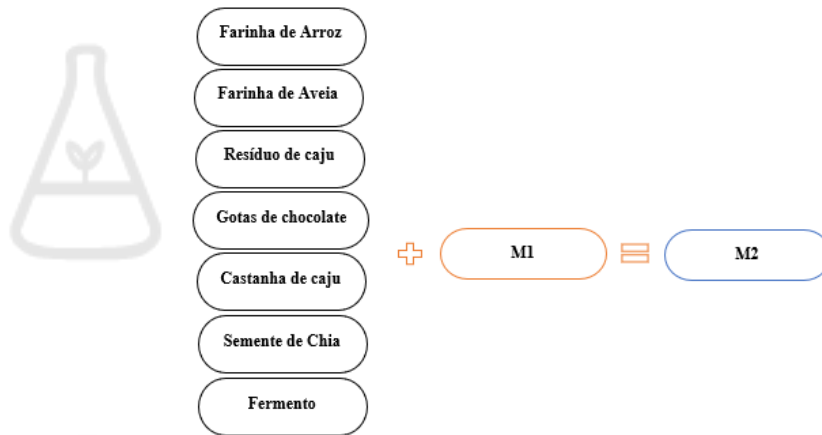 Farinha de Arroz
Farinha de Aveia
Resíduo de caju
Gotas de chocolate
Castanha de caju
Semente de Chia
Fermento
M1
M2